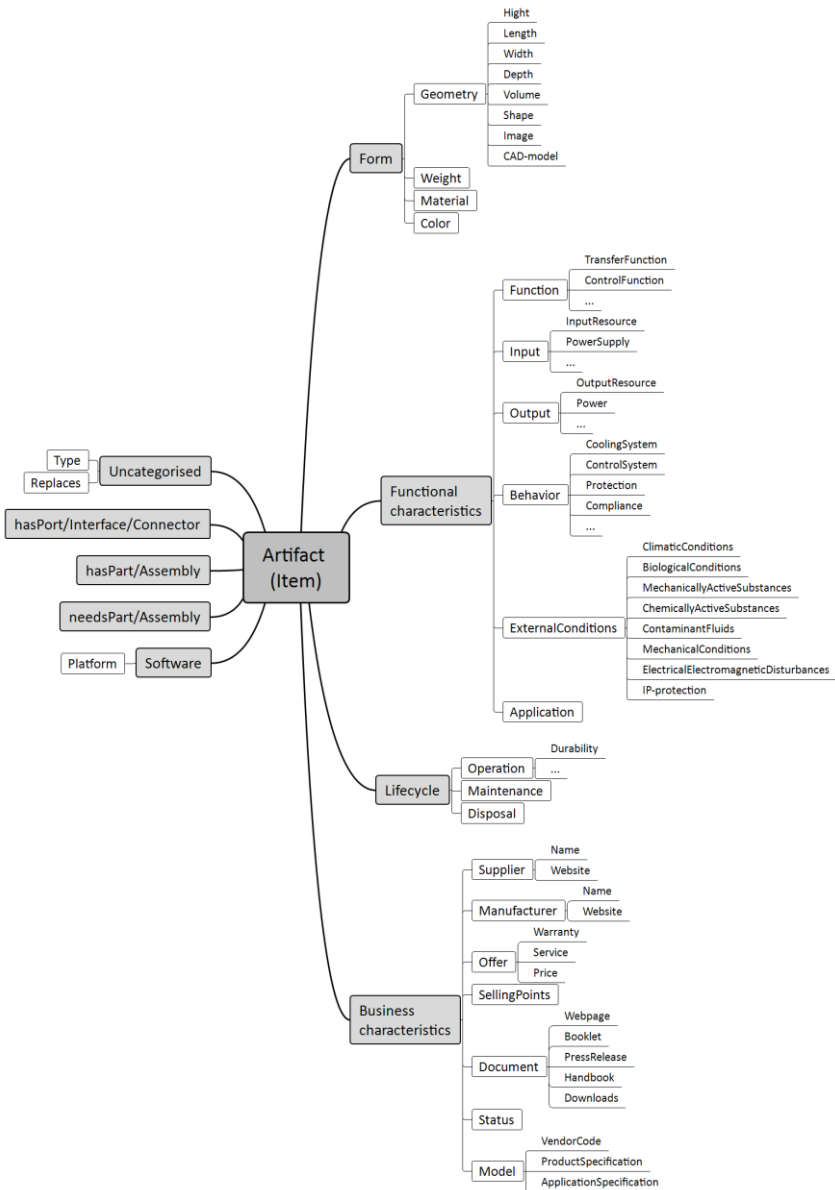 Hight
Length
Width
Depth
Volume
Shape
Image
CAD-model
Geometry
Form
Weight
Material
Color
TransferFunction
ControlFunction
...
Function
InputResource
PowerSupply
...
Input
OutputResource
Power
...
Output
CoolingSystem
ControlSystem
Protection
Compliance
...
Behavior
Functional
characteristics
ClimaticConditions
BiologicalConditions
MechanicallyActiveSubstances
ChemicallyActiveSubstances
ContaminantFluids
MechanicalConditions
ElectricalElectromagneticDisturbances
IP-protection
ExternalConditions
Application
Type
Replaces
Uncategorised
hasPort/Interface/Connector
hasPart/Assembly
needsPart/Assembly
Platform
Software
Artifact
(Item)
Durability
...
Operation
Lifecycle
Maintenance
Disposal
Name
Website
Supplier
Name
Website
Manufacturer
Warranty
Service
Price
Offer
SellingPoints
Business
characteristics
Webpage
Booklet
PressRelease
Handbook
Downloads
Document
Status
VendorCode
ProductSpecification
ApplicationSpecification
Model